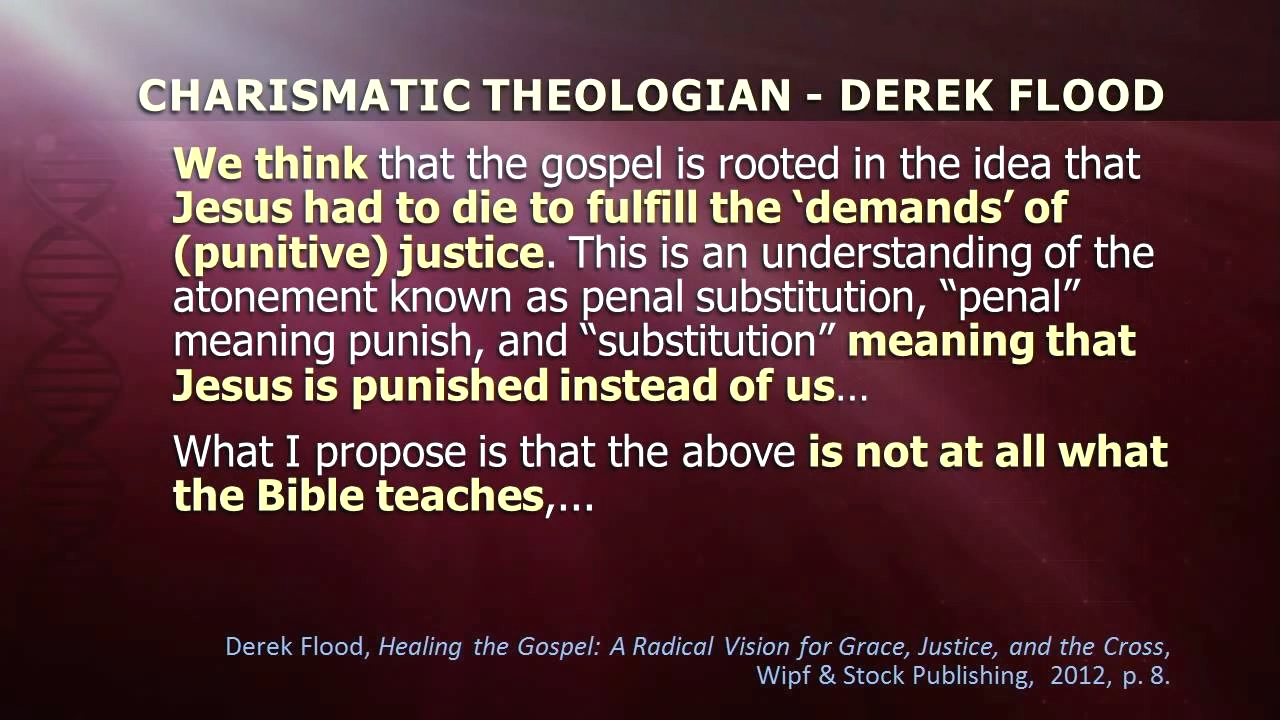 CHARISMATIC THEOLOGIAN - DEREK FLOOD
We think that the gospel is rooted in the idea that
Jesus had to die to fulfill the ‘demands’ of
(punitive) justice. This is an understanding of the
atonement known as penal substitution, “penal”
meaning punish, and “substitution” meaning that
Jesus is punished instead of us…
What I propose is that the above is not at all what
the Bible teaches,...
Derek Flood, Healing the Gospel: A Radical Vision for Grace, Justice, and the Cross,
Wipf & Stock Publishing, 2012, p. 8.